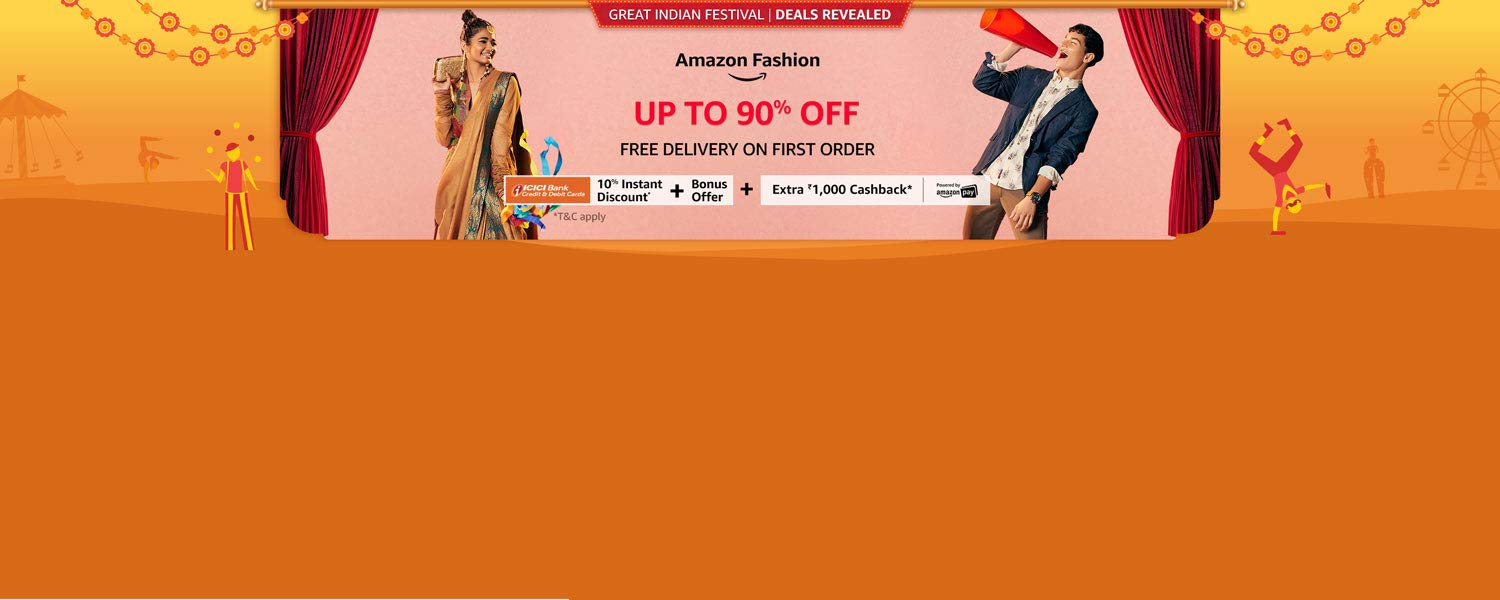 GREAT INDIAN FESTIVAL | DEALS REVEALED
Amazon Fashion
UP TO 90% OFF
FREE DELIVERY ON FIRST ORDER
ICICI Bank
Credit & Debit Cards
10% Instant
Discount*
+
Bonus
Offer
+
Extra ₹1,000 Cashback*
Powered by
amazon pay
*T&C apply